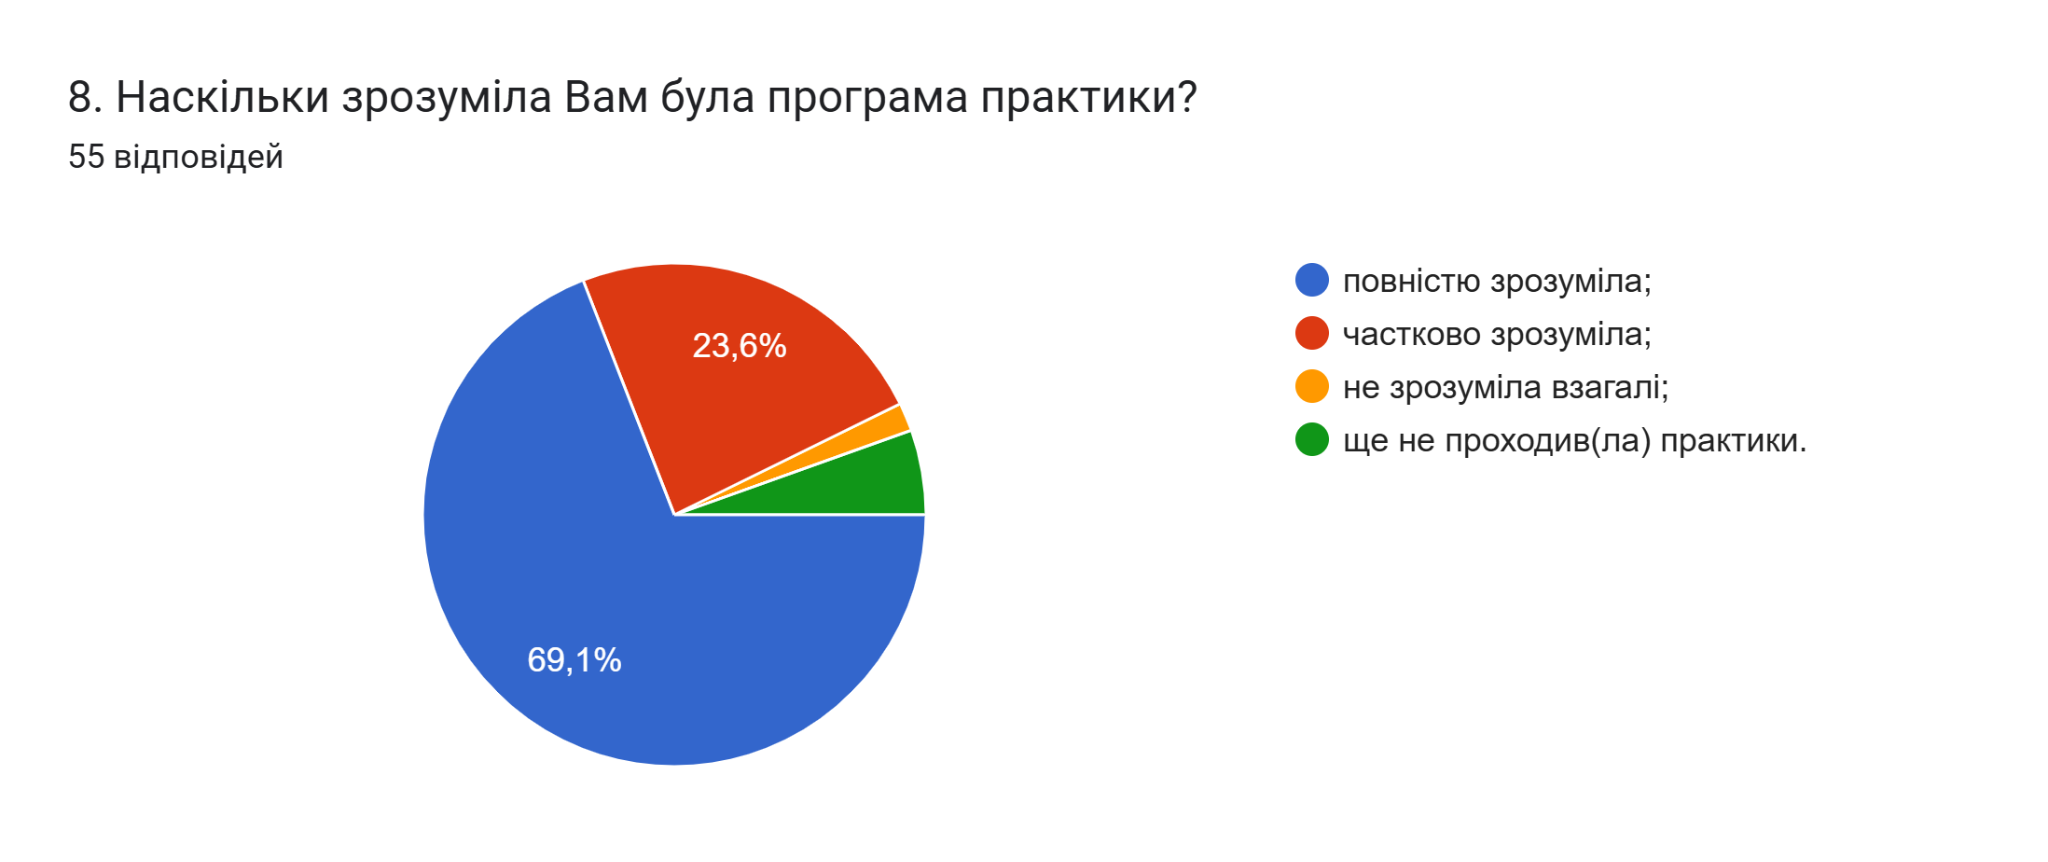 8. Наскільки зрозуміла Вам була програма практики?
55 відповідей
23,6%
69,1%
повністю зрозуміла;
частково зрозуміла;
не зрозуміла взагалі;
ще не проходив(ла) практики.